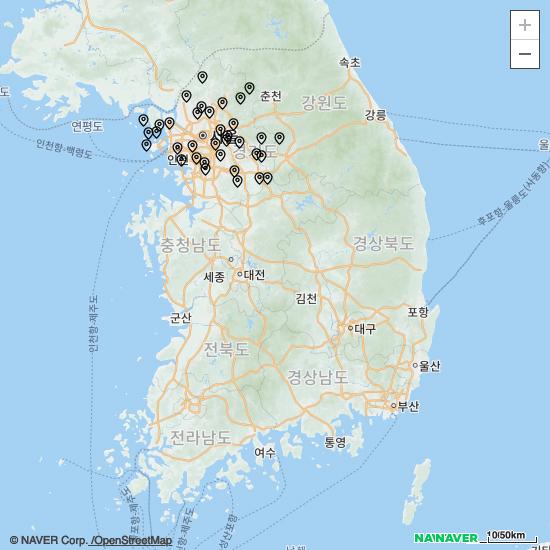 +
−
속초
춘천
강원도
강릉
연평도
서울
인천항-백령도
인천
경기도
울
후포항-울릉도(사동항)
충청남도
경상북도
세종
대전
김천
인천항-제주도
군산
포항
대구
전북도
울산
경상남도
부산
전라남도
통영
여수
© NAVER Corp. /OpenStreetMap
NAVER
10/50km